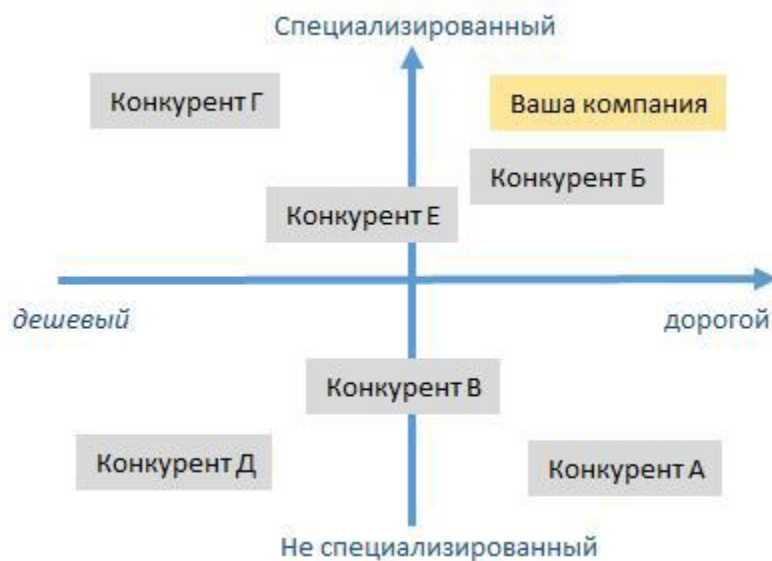 Специализированный
Конкурент Г
Ваша компания
Конкурент Б
Конкурент Е
дешевый
дорогой
Конкурент В
Конкурент Д
Конкурент А
Не специализированный